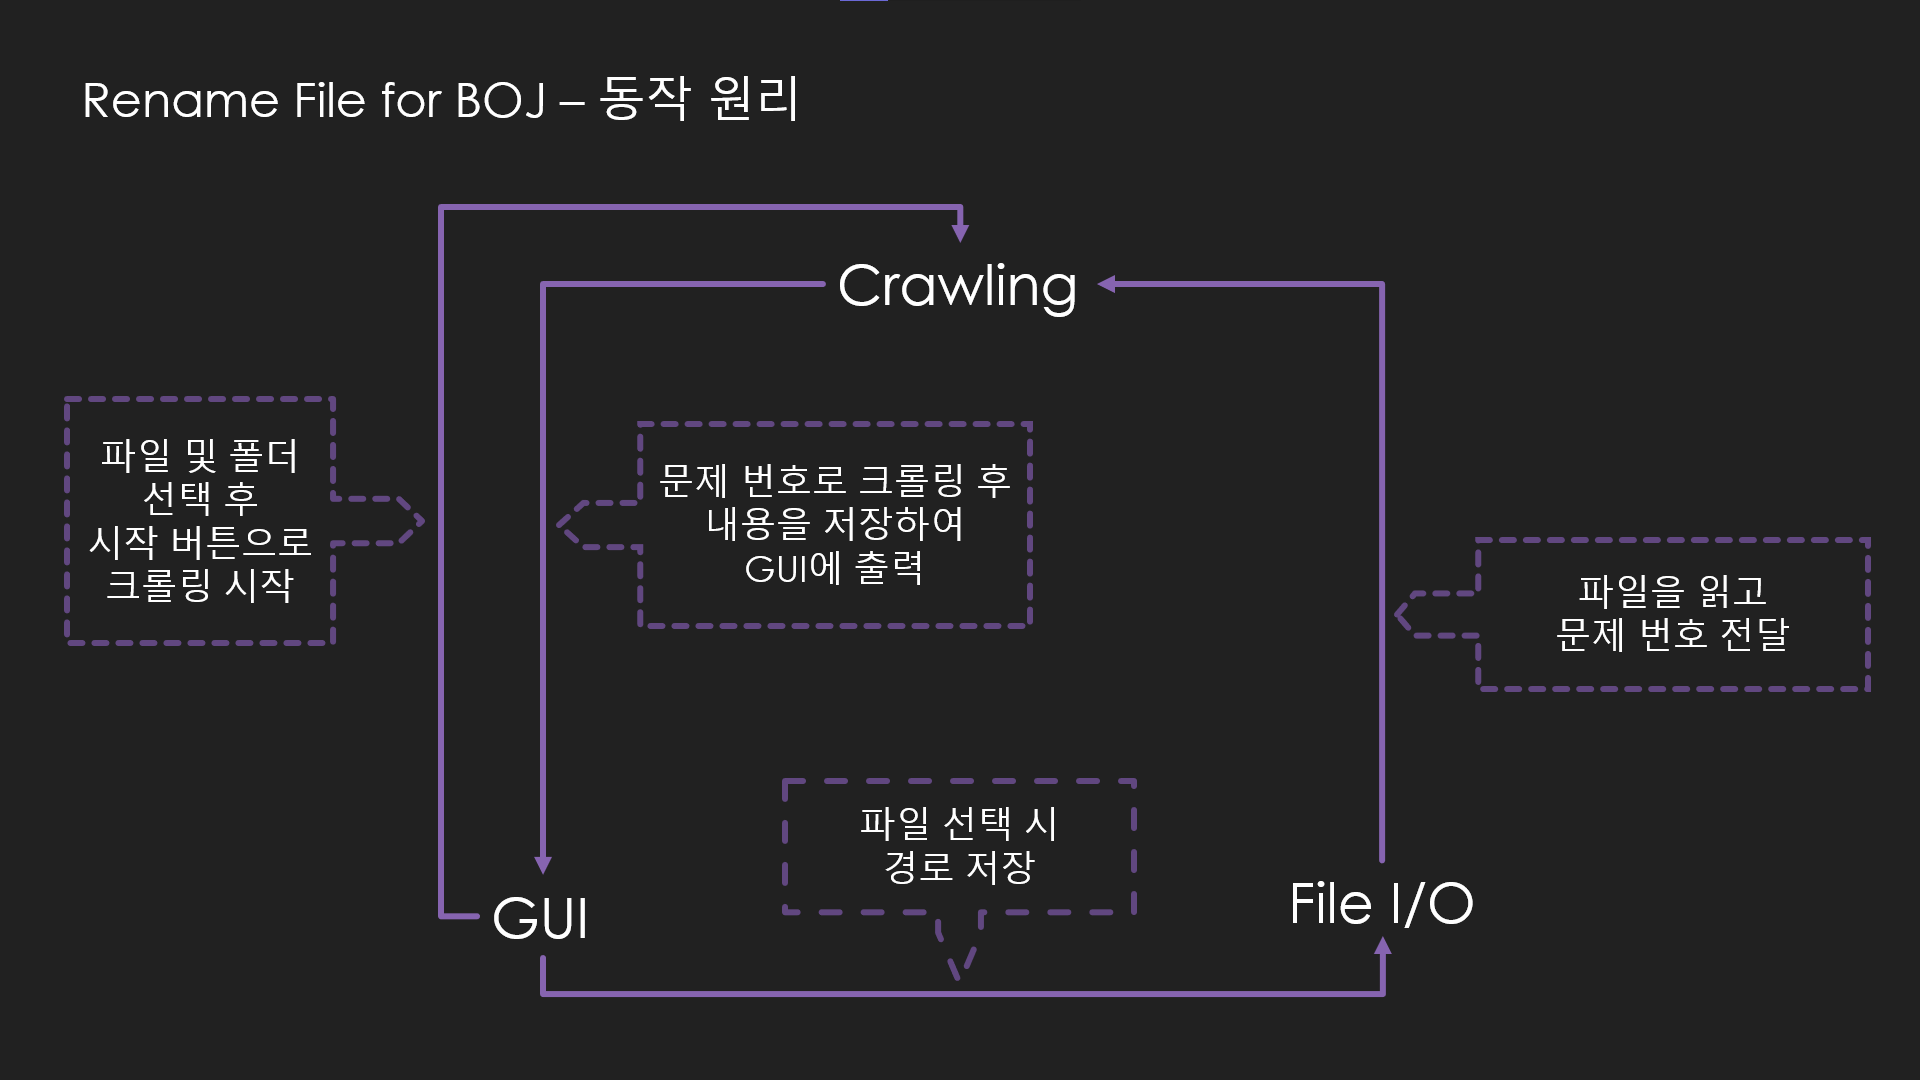 Rename File for BOJ – 동작 원리
Crawling
파일 및 폴더
선택 후
시작 버튼으로
크롤링 시작
문제 번호로 크롤링 후
내용을 저장하여
GUI에 출력
파일을 읽고
문제 번호 전달
파일 선택 시
경로 저장
GUI
File I/O